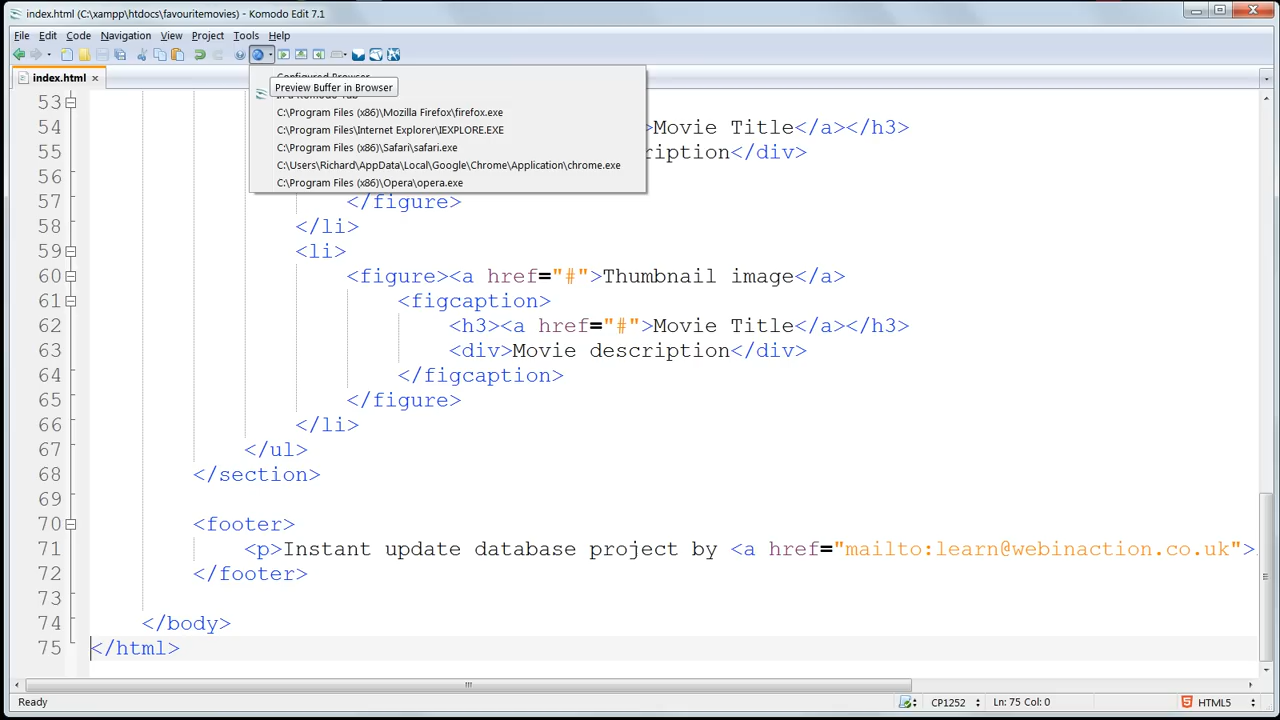 index.html (C:\xampp\htdocs\favouritemovies) - Komodo Edit 7.1
File Edit Code Navigation View Project Tools Help
index.html
Configured Browser
Preview Buffer in Browser
In a Komodo Tab
C:\Program Files (x86)\Mozilla Firefox\firefox.exe
C:\Program Files\Internet Explorer\IEXPLORE.EXE
C:\Program Files (x86)\Safari\safari.exe
C:\Users\Richard\AppData\Local\Google\Chrome\Application\chrome.exe
C:\Program Files (x86)\Opera\opera.exe
53
54 >Movie Title</a></h3>
55 ription</div>
56
57 </figure>
58 </li>
59 <li>
60 <figure><a href="#">Thumbnail image</a>
61 <figcaption>
62 <h3><a href="#">Movie Title</a></h3>
63 <div>Movie description</div>
64 </figcaption>
65 </figure>
66 </li>
67 </ul>
68 </section>
69
70 <footer>
71 <p>Instant update database project by <a href="mailto:learn@webinaction.co.uk">
72 </footer>
73
74 </body>
75 </html>
Ready CP1252 Ln: 75 Col: 0 HTML5